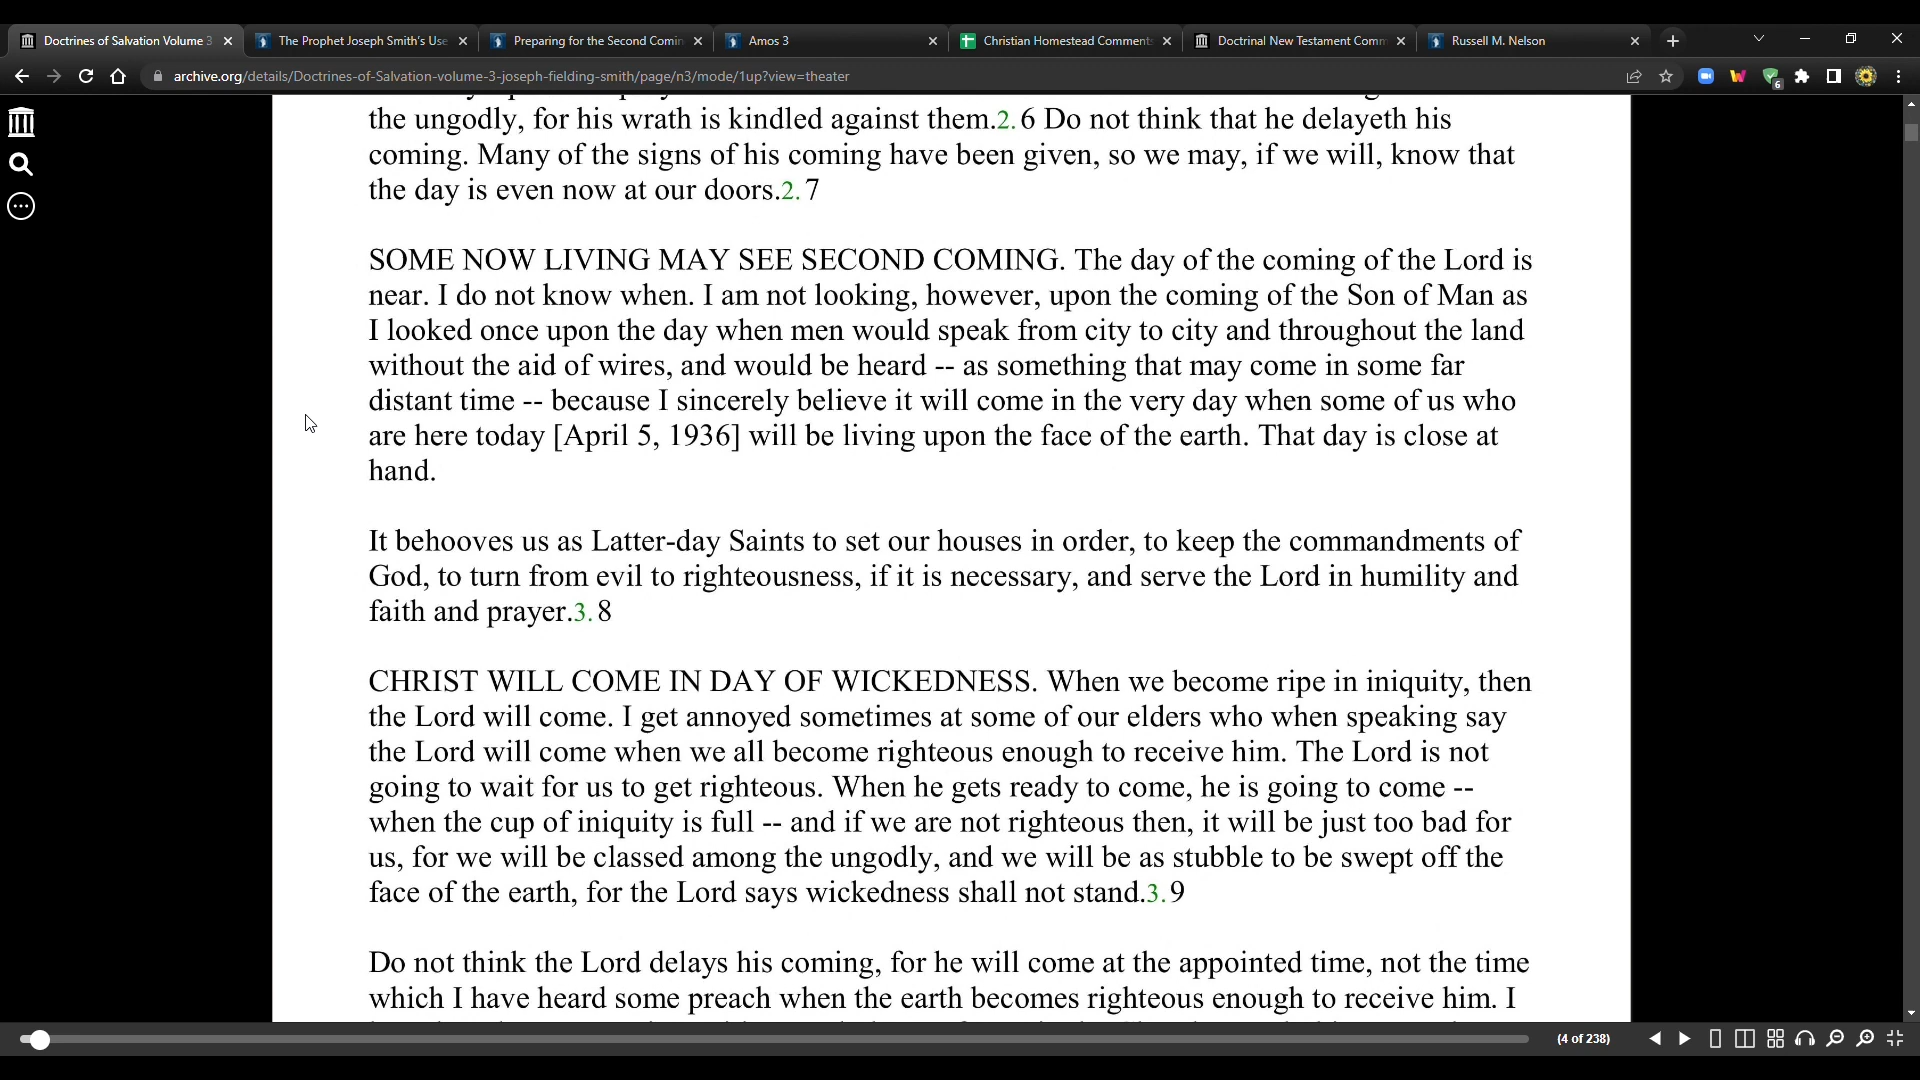 Doctrines of Salvation Volume 3
The Prophet Joseph Smith's Use
Preparing for the Second Comin
Amos 3
Christian Homestead Comments
Doctrinal New Testament Comm
Russell M. Nelson
archive.org/details/Doctrines-of-Salvation-volume-3-joseph-fielding-smith/page/n3/mode/1up?view=theater
6
the ungodly, for his wrath is kindled against them.2. 6 Do not think that he delayeth his
coming. Many of the signs of his coming have been given, so we may, if we will, know that
the day is even now at our doors.2. 7
SOME NOW LIVING MAY SEE SECOND COMING. The day of the coming of the Lord is
near. I do not know when. I am not looking, however, upon the coming of the Son of Man as
I looked once upon the day when men would speak from city to city and throughout the land
without the aid of wires, and would be heard -- as something that may come in some far
distant time -- because I sincerely believe it will come in the very day when some of us who
are here today [April 5, 1936] will be living upon the face of the earth. That day is close at
hand.
It behooves us as Latter-day Saints to set our houses in order, to keep the commandments of
God, to turn from evil to righteousness, if it is necessary, and serve the Lord in humility and
faith and prayer.3. 8
CHRIST WILL COME IN DAY OF WICKEDNESS. When we become ripe in iniquity, then
the Lord will come. I get annoyed sometimes at some of our elders who when speaking say
the Lord will come when we all become righteous enough to receive him. The Lord is not
going to wait for us to get righteous. When he gets ready to come, he is going to come --
when the cup of iniquity is full -- and if we are not righteous then, it will be just too bad for
us, for we will be classed among the ungodly, and we will be as stubble to be swept off the
face of the earth, for the Lord says wickedness shall not stand.3. 9
Do not think the Lord delays his coming, for he will come at the appointed time, not the time
which I have heard some preach when the earth becomes righteous enough to receive him. I
(4 of 238)